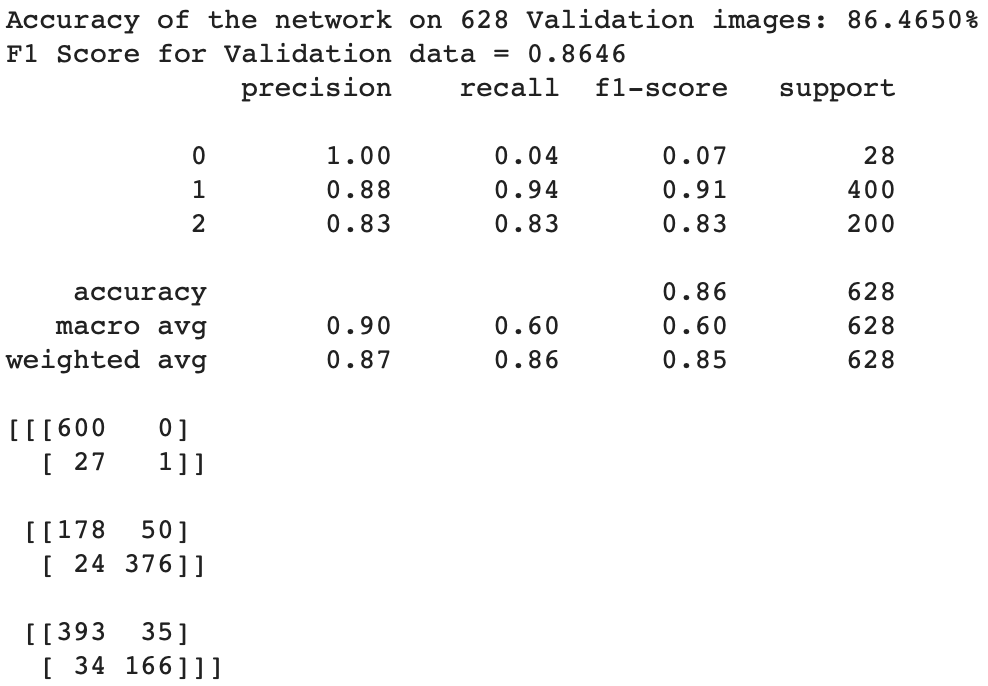 Accuracy of the network on 628 Validation images: 86.4650%
F1 Score for Validation data = 0.8646
              precision    recall  f1-score   support

           0       1.00      0.04      0.07        28
           1       0.88      0.94      0.91       400
           2       0.83      0.83      0.83       200

    accuracy                           0.86       628
   macro avg       0.90      0.60      0.60       628
weighted avg       0.87      0.86      0.85       628

[[[600   0]
  [ 27   1]]

 [[178  50]
  [ 24 376]]

 [[393  35]
  [ 34 166]]]